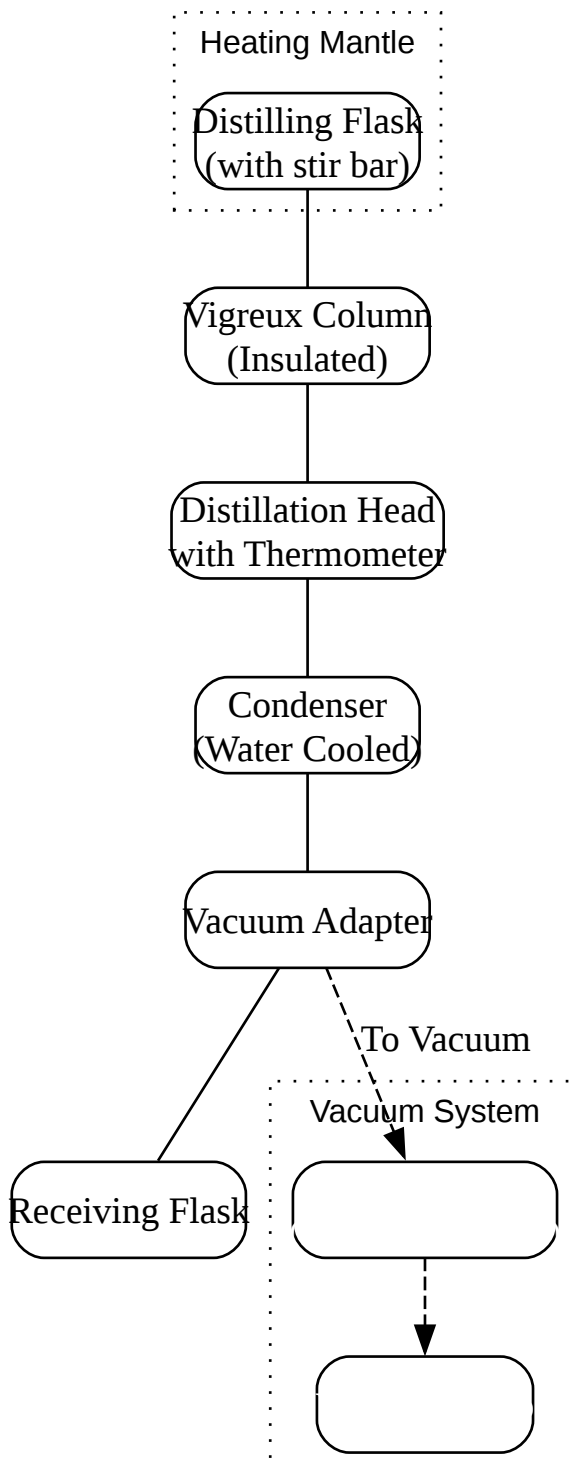 Heating Mantle
Distilling Flask
(with stir bar)
Vigreux Column
(Insulated)
Distillation Head
with Thermometer
Condenser
(Water Cooled)
Vacuum Adapter
To Vacuum
Vacuum System
Receiving Flask